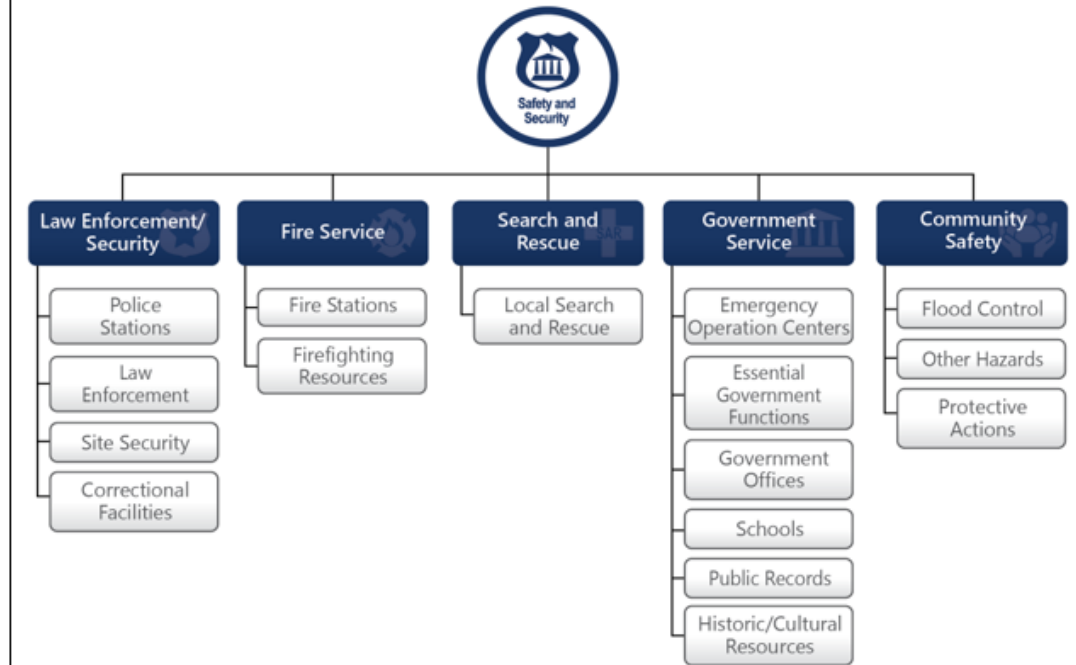 Safety and
Security
Law Enforcement/
Security
Fire Service
Search and
Rescue
SAR
Government
Service
Community
Safety
Police
Stations
Law
Enforcement
Site Security
Correctional
Facilities
Fire Stations
Firefighting
Resources
Local Search
and Rescue
Emergency
Operation Centers
Essential
Government
Functions
Government
Offices
Schools
Public Records
Historic/Cultural
Resources
Flood Control
Other Hazards
Protective
Actions